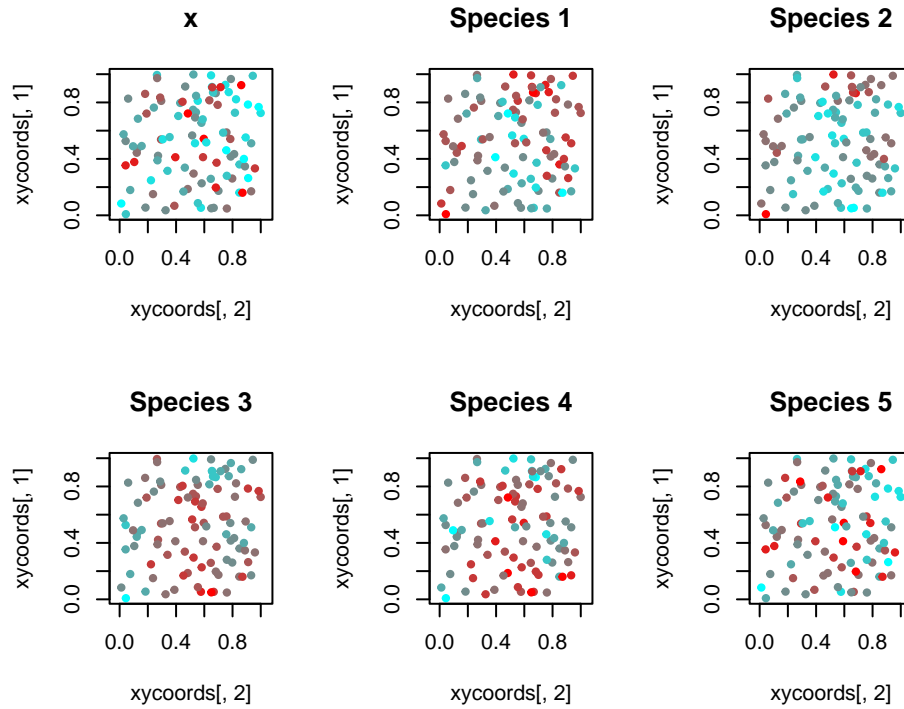 x
xycoords[, 1]
0.0 0.4 0.8
0.0 0.4 0.8
xycoords[, 2]
Species 1
xycoords[, 1]
0.0 0.4 0.8
0.0 0.4 0.8
xycoords[, 2]
Species 2
xycoords[, 1]
0.0 0.4 0.8
0.0 0.4 0.8
xycoords[, 2]
Species 3
xycoords[, 1]
0.0 0.4 0.8
0.0 0.4 0.8
xycoords[, 2]
Species 4
xycoords[, 1]
0.0 0.4 0.8
0.0 0.4 0.8
xycoords[, 2]
Species 5
xycoords[, 1]
0.0 0.4 0.8
0.0 0.4 0.8
xycoords[, 2]